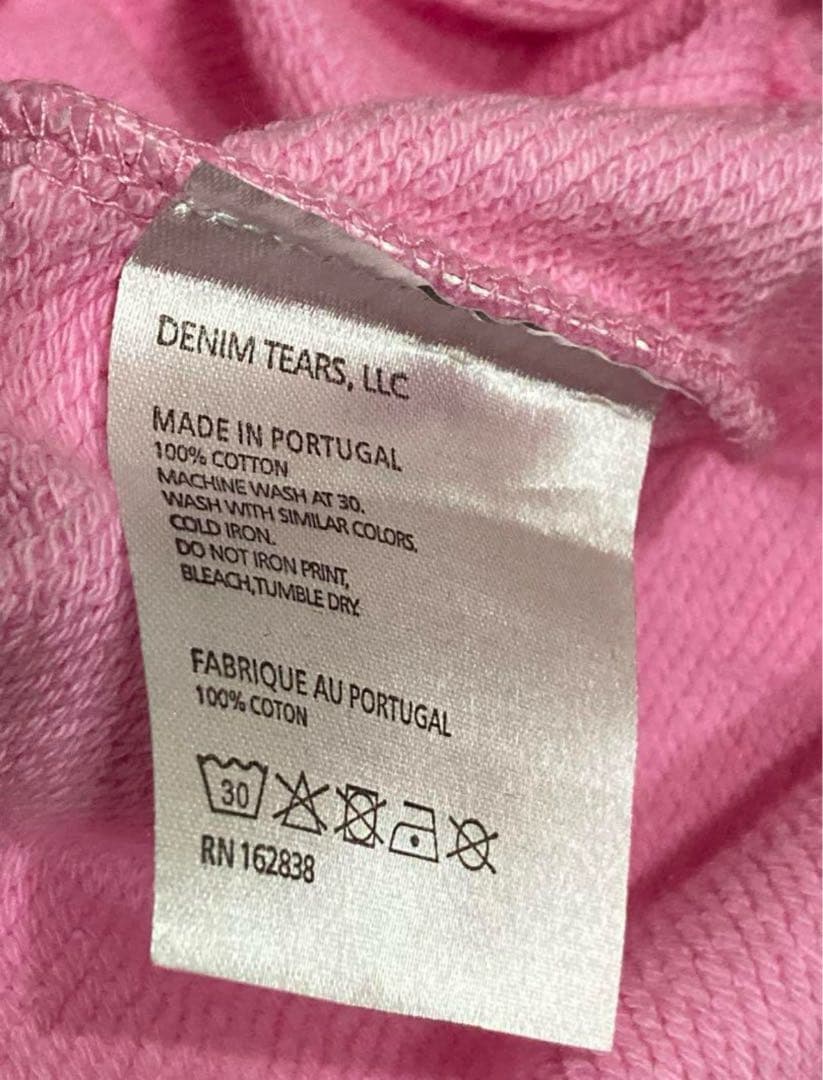 DENIM TEARS, LLC
MADE IN PORTUGAL
100% COTTON
MACHINE WASH AT 30.
WASH WITH SIMILAR COLORS.
COLD IRON.
DO NOT IRON PRINT,
BLEACH,TUMBLE DRY.
FABRIQUE AU PORTUGAL
100% COTON
30
RN 162838